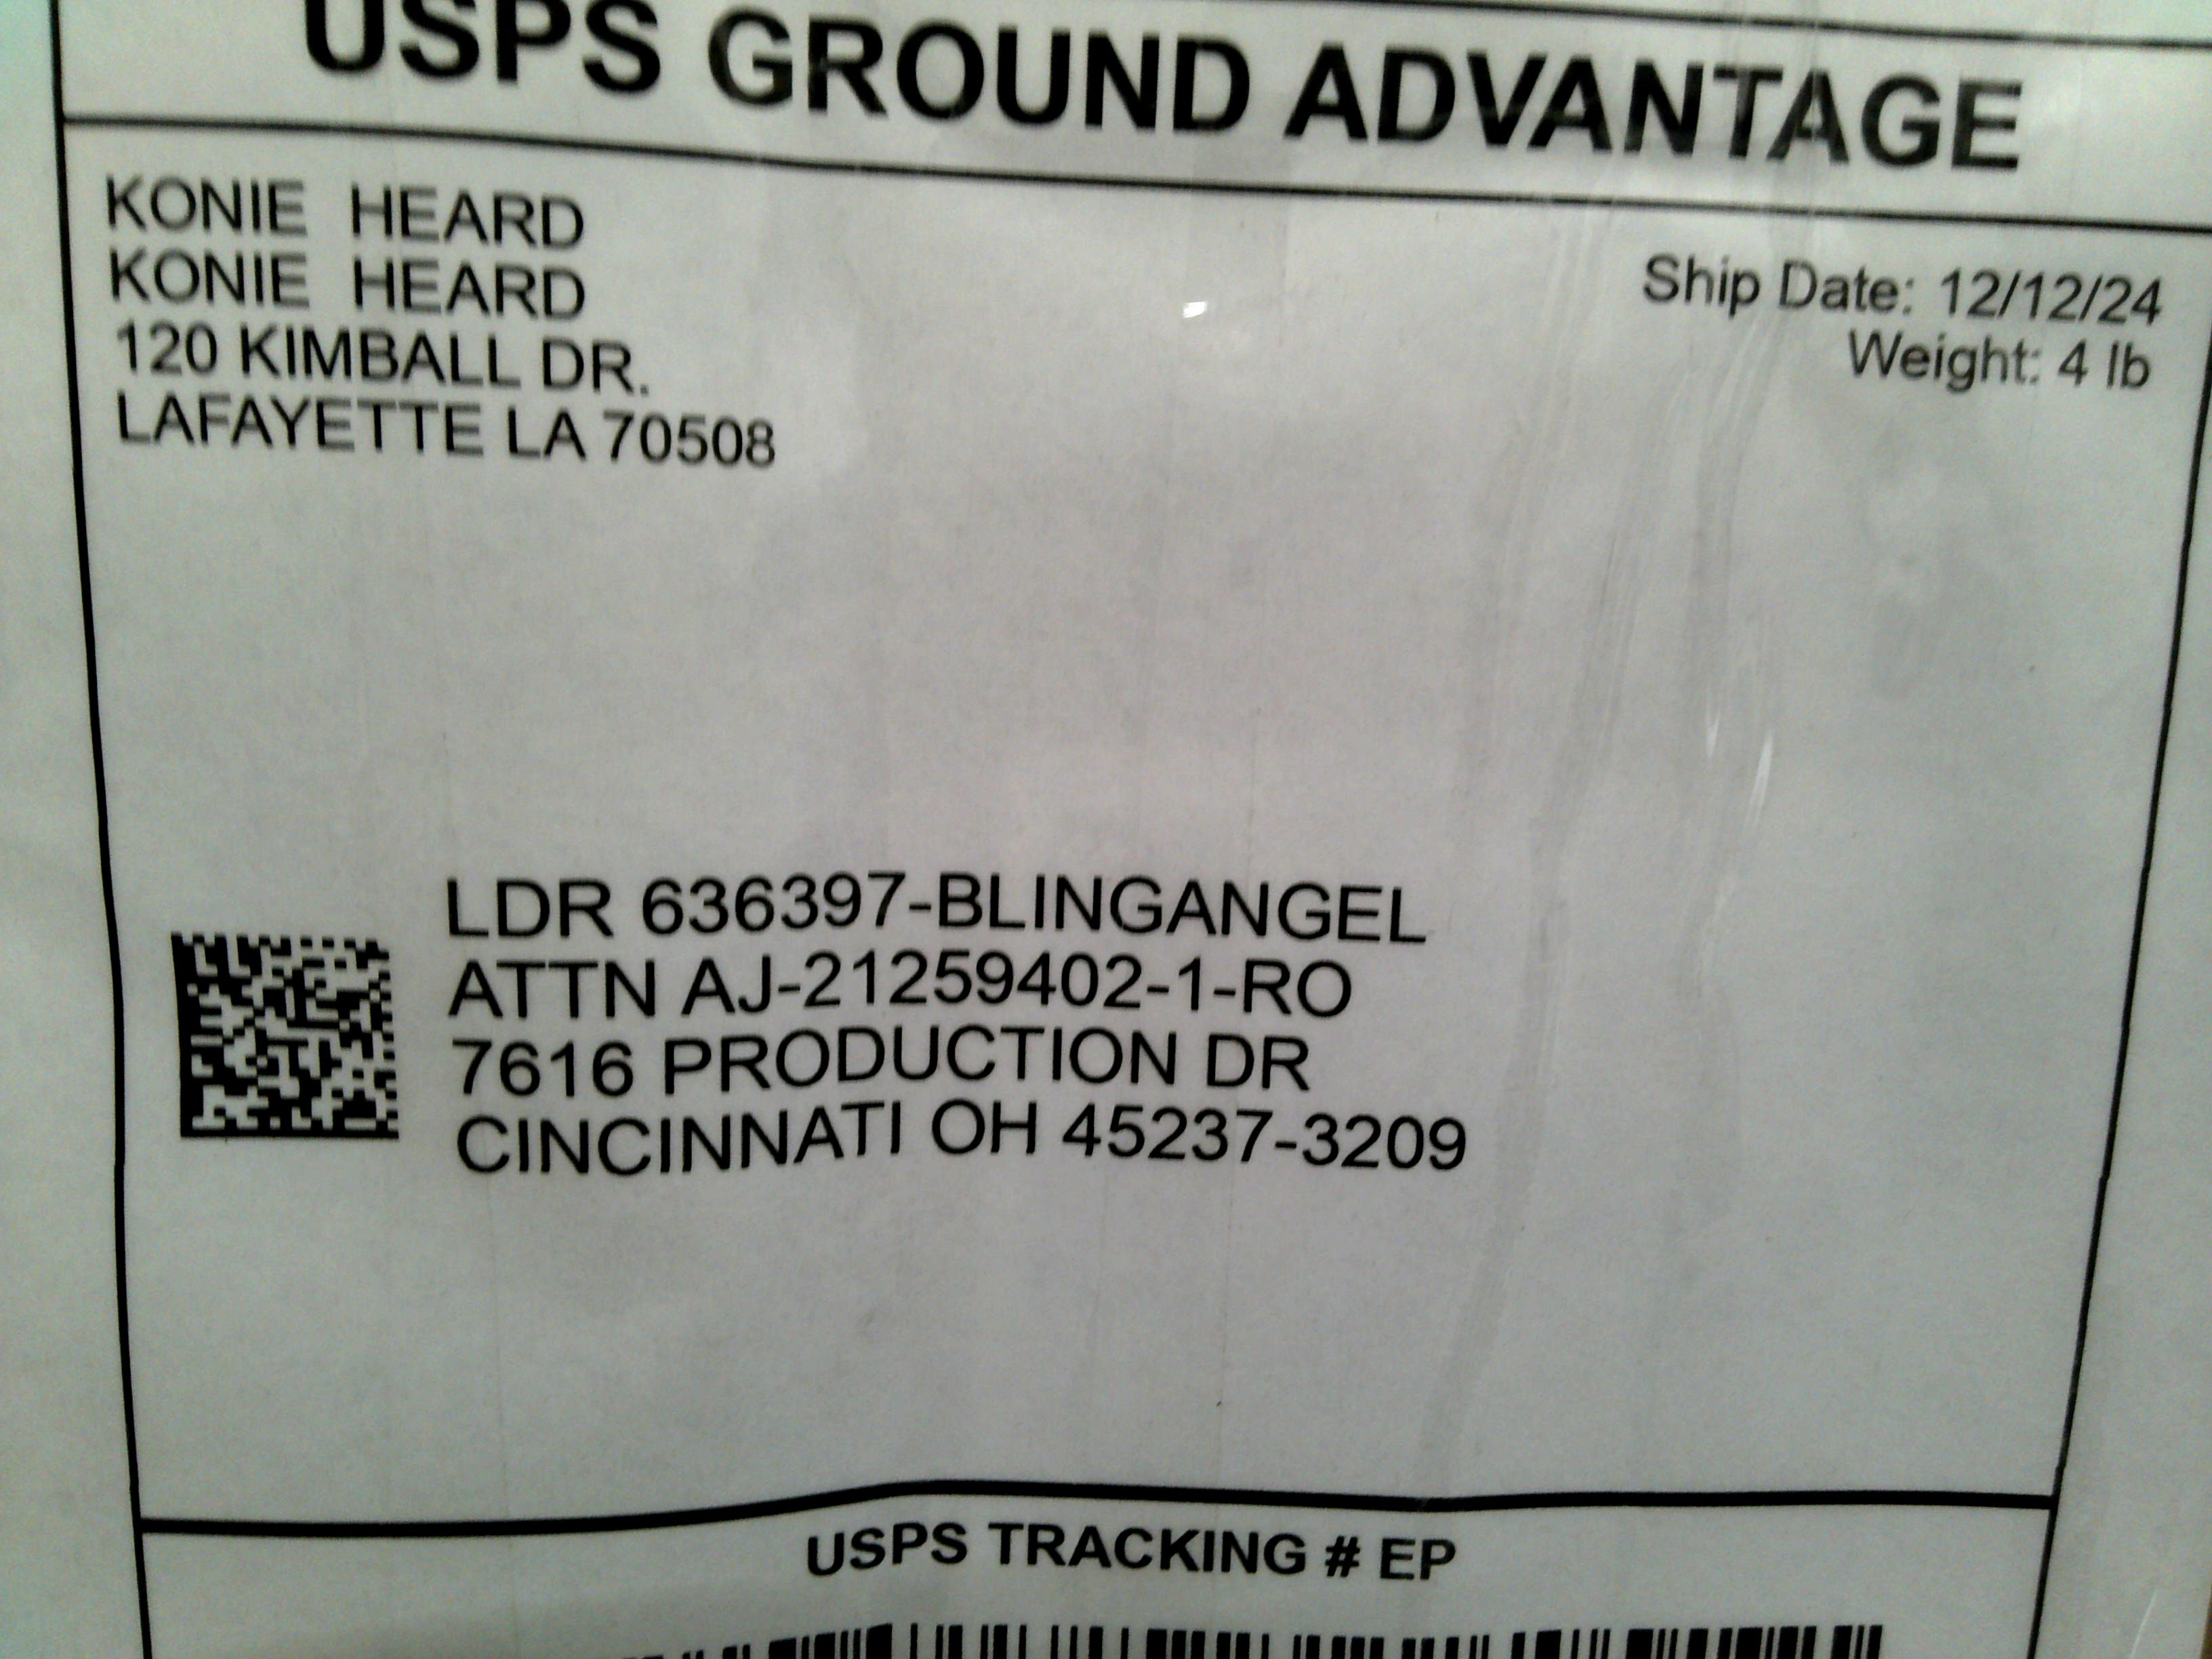 USPS GROUND ADVANTAGE
KONIE HEARD
KONIE HEARD
120 KIMBALL DR.
LAFAYETTE LA 70508
Ship Date: 12/12/24
Weight: 4 lb
LDR 636397-BLINGANGEL
ATTN AJ-21259402-1-RO
7616 PRODUCTION DR
CINCINNATI OH 45237-3209
USPS TRACKING # EP